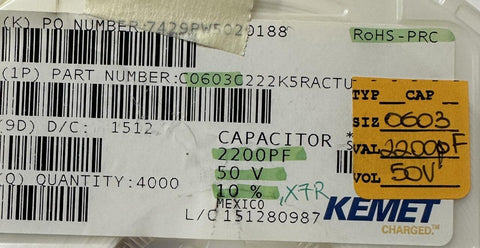 (K) PO NUMBER:7429PW5020188
RoHS-PRC
(1P) PART NUMBER:C0603C222K5RACTU
(9D) D/C: 1512
CAPACITOR *
2200PF
50 V
10 % ,X7R
MEXICO
Q) QUANTITY:4000
L/C 151280987
KEMET
CHARGED.™
TYP CAP
SIZ 0603
VAL 2200pF
VOL 50V